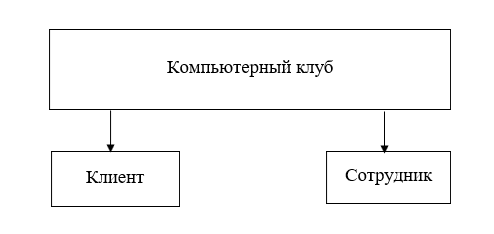 Компьютерный клуб
Клиент
Сотрудник